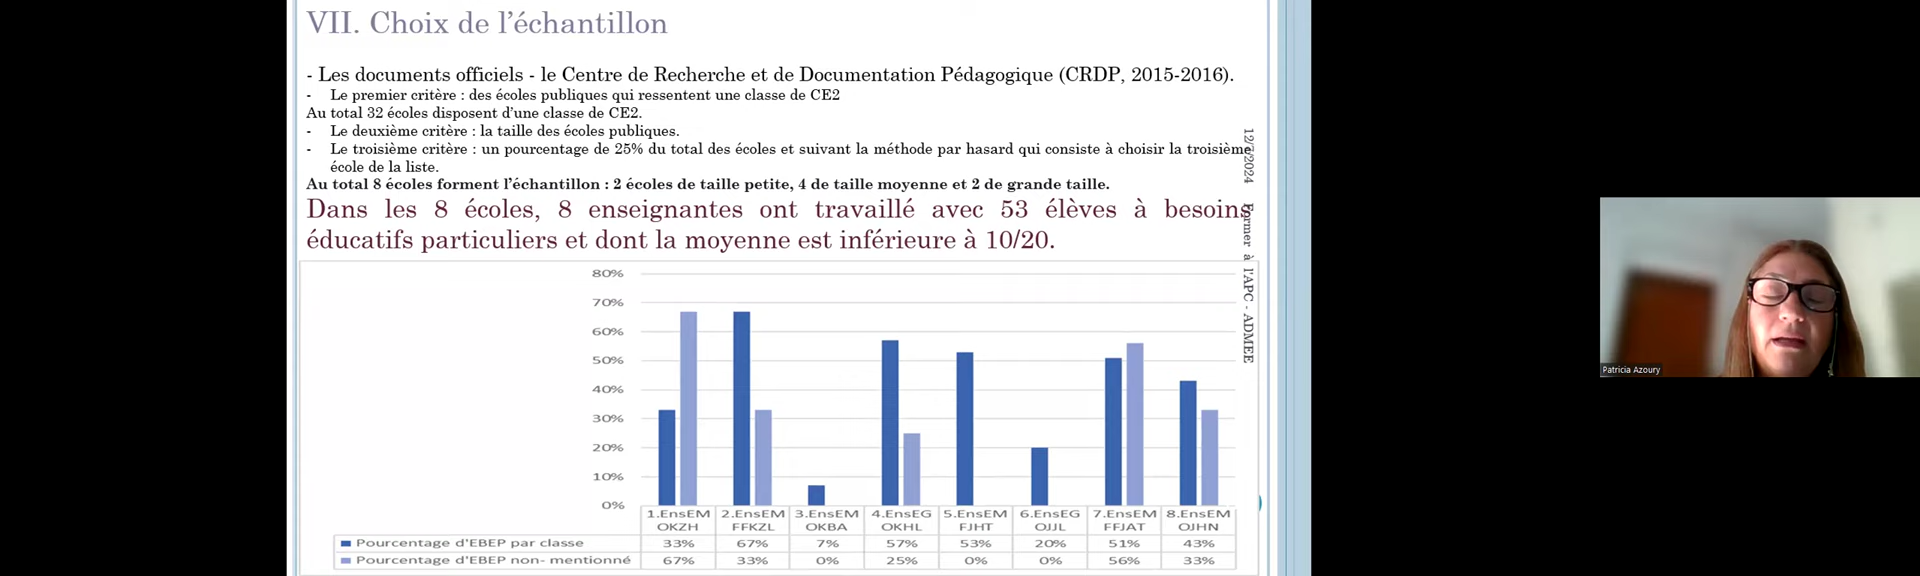 VII. Choix de l'échantillon
- Les documents officiels - le Centre de Recherche et de Documentation Pédagogique (CRDP, 2015-2016).
- Le premier critère : des écoles publiques qui ressentent une classe de CE2
Au total 32 écoles disposent d'une classe de CE2.
- Le deuxième critère : la taille des écoles publiques.
- Le troisième critère : un pourcentage de 25% du total des écoles et suivant la méthode par hasard qui consiste à choisir la troisième
école de la liste.
Au total 8 écoles forment l'échantillon : 2 écoles de taille petite, 4 de taille moyenne et 2 de grande taille.
Dans les 8 écoles, 8 enseignantes ont travaillé avec 53 élèves à besoins
éducatifs particuliers et dont la moyenne est inférieure à 10/20.
80%
70%
60%
50%
40%
30%
20%
10%
0%
1.EnsEM 2.EnsEM 3.EnsEM 4.EnsEG 5.EnsEM 6.EnsEG 7.EnsEM 8.EnsEM
OKZH FFKZL OKBA OKHL FJHT OJJL FFJAT OJHN
Pourcentage d'EBEP par classe 33% 67% 7% 57% 53% 20% 51% 43%
Pourcentage d'EBEP non- mentionné 67% 33% 0% 25% 0% 0% 56% 33%
Former à l'APC - ADMEE
Patricia Azoury